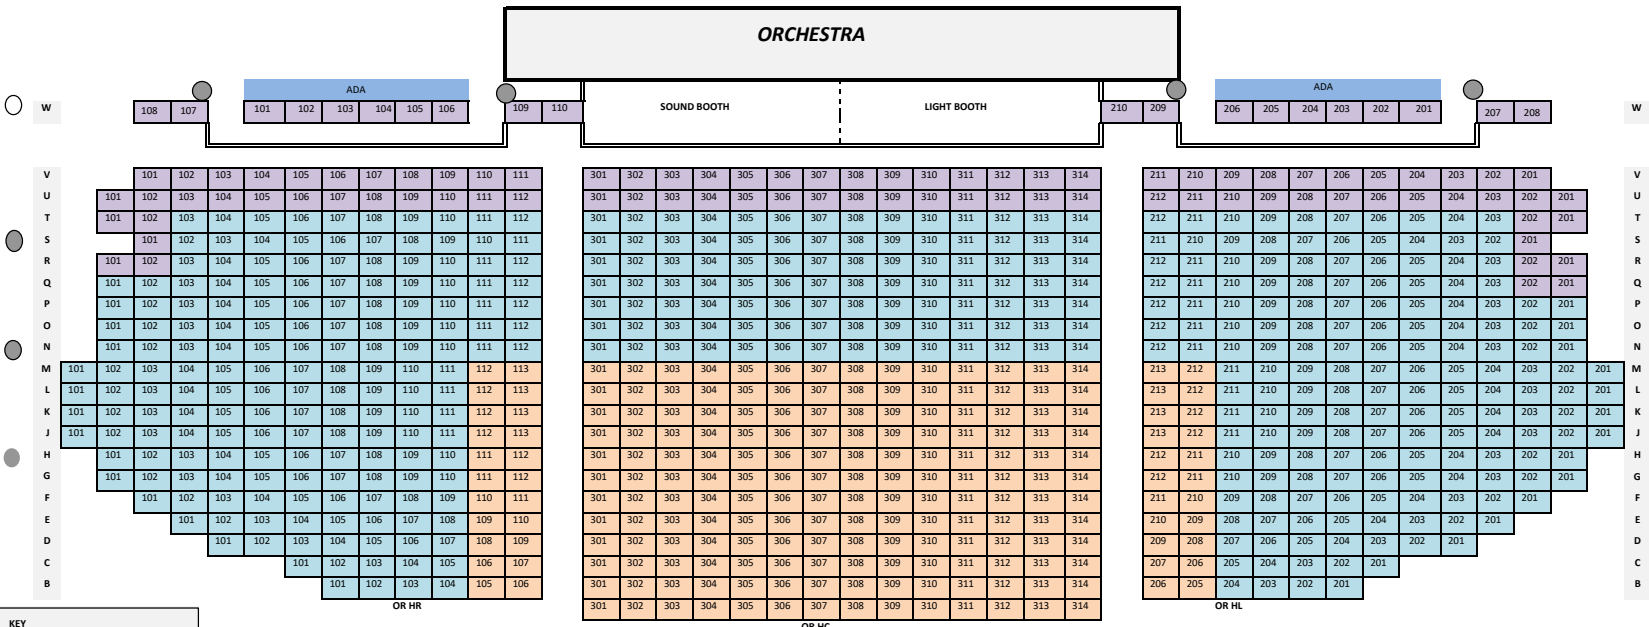 ORCHESTRA
ADA ADA
W 108 107 101 102 103 104 105 106 109 110 SOUND BOOTH LIGHT BOOTH 210 209 206 205 204 203 202 201 207 208 W
V 101 102 103 104 105 106 107 108 109 110 111 301 302 303 304 305 306 307 308 309 310 311 312 313 314 211 210 209 208 207 206 205 204 203 202 201 V
U 101 102 103 104 105 106 107 108 109 110 111 112 301 302 303 304 305 306 307 308 309 310 311 312 313 314 212 211 210 209 208 207 206 205 204 203 202 201 U
T 101 102 103 104 105 106 107 108 109 110 111 112 301 302 303 304 305 306 307 308 309 310 311 312 313 314 212 211 210 209 208 207 206 205 204 203 202 201 T
S 101 102 103 104 105 106 107 108 109 110 111 301 302 303 304 305 306 307 308 309 310 311 312 313 314 211 210 209 208 207 206 205 204 203 202 201 S
R 101 102 103 104 105 106 107 108 109 110 111 112 301 302 303 304 305 306 307 308 309 310 311 312 313 314 212 211 210 209 208 207 206 205 204 203 202 201 R
Q 101 102 103 104 105 106 107 108 109 110 111 112 301 302 303 304 305 306 307 308 309 310 311 312 313 314 212 211 210 209 208 207 206 205 204 203 202 201 Q
P 101 102 103 104 105 106 107 108 109 110 111 112 301 302 303 304 305 306 307 308 309 310 311 312 313 314 212 211 210 209 208 207 206 205 204 203 202 201 P
O 101 102 103 104 105 106 107 108 109 110 111 112 301 302 303 304 305 306 307 308 309 310 311 312 313 314 212 211 210 209 208 207 206 205 204 203 202 201 O
N 101 102 103 104 105 106 107 108 109 110 111 112 301 302 303 304 305 306 307 308 309 310 311 312 313 314 212 211 210 209 208 207 206 205 204 203 202 201 N
M 101 102 103 104 105 106 107 108 109 110 111 112 113 301 302 303 304 305 306 307 308 309 310 311 312 313 314 213 212 211 210 209 208 207 206 205 204 203 202 201 M
L 101 102 103 104 105 106 107 108 109 110 111 112 113 301 302 303 304 305 306 307 308 309 310 311 312 313 314 213 212 211 210 209 208 207 206 205 204 203 202 201 L
K 101 102 103 104 105 106 107 108 109 110 111 112 113 301 302 303 304 305 306 307 308 309 310 311 312 313 314 213 212 211 210 209 208 207 206 205 204 203 202 201 K
J 101 102 103 104 105 106 107 108 109 110 111 112 113 301 302 303 304 305 306 307 308 309 310 311 312 313 314 213 212 211 210 209 208 207 206 205 204 203 202 201 J
H 101 102 103 104 105 106 107 108 109 110 111 112 301 302 303 304 305 306 307 308 309 310 311 312 313 314 212 211 210 209 208 207 206 205 204 203 202 201 H
G 101 102 103 104 105 106 107 108 109 110 111 112 301 302 303 304 305 306 307 308 309 310 311 312 313 314 212 211 210 209 208 207 206 205 204 203 202 201 G
F 101 102 103 104 105 106 107 108 109 110 111 301 302 303 304 305 306 307 308 309 310 311 312 313 314 211 210 209 208 207 206 205 204 203 202 201 F
E 101 102 103 104 105 106 107 108 109 110 301 302 303 304 305 306 307 308 309 310 311 312 313 314 210 209 208 207 206 205 204 203 202 201 E
D 101 102 103 104 105 106 107 108 109 301 302 303 304 305 306 307 308 309 310 311 312 313 314 209 208 207 206 205 204 203 202 201 D
C 101 102 103 104 105 106 107 301 302 303 304 305 306 307 308 309 310 311 312 313 314 207 206 205 204 203 202 201 C
B 101 102 103 104 105 106 301 302 303 304 305 306 307 308 309 310 311 312 313 314 206 205 204 203 202 201 B
OR HR 301 302 303 304 305 306 307 308 309 310 311 312 313 314 OR HL
KEY OR HC